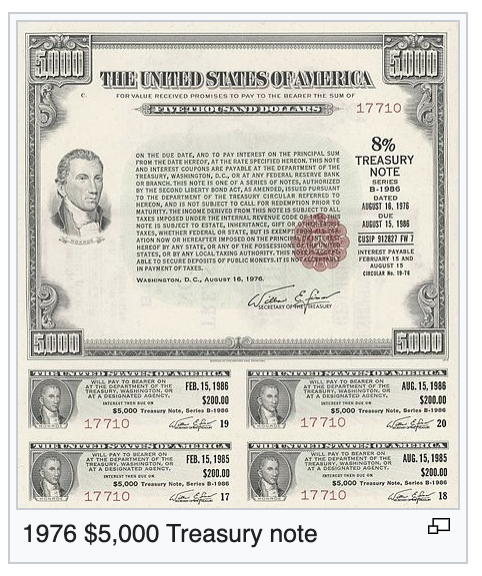 5,000 5,000
THE UNITED STATES OF AMERICA
C. FOR VALUE RECEIVED PROMISES TO PAY TO THE BEARER THE SUM OF
FIVE THOUSAND DOLLARS 17710
ON THE DUE DATE, AND TO PAY INTEREST ON THE PRINCIPAL SUM
FROM THE DATE HEREOF, AT THE RATE SPECIFIED HEREON. THIS NOTE
AND INTEREST COUPONS ARE PAYABLE AT THE DEPARTMENT OF THE
TREASURY, WASHINGTON, D.C., OR AT ANY FEDERAL RESERVE BANK
OR BRANCH. THIS NOTE IS ONE OF A SERIES OF NOTES, AUTHORIZED
BY THE SECOND LIBERTY BOND ACT, AS AMENDED, ISSUED PURSUANT
TO THE DEPARTMENT OF THE TREASURY CIRCULAR REFERRED TO
HEREON, AND IS NOT SUBJECT TO CALL FOR REDEMPTION PRIOR TO
MATURITY. THE INCOME DERIVED FROM THIS NOTE IS SUBJECT TO ALL
TAXES IMPOSED UNDER THE INTERNAL REVENUE CODE OF 1954. THIS
NOTE IS SUBJECT TO ESTATE, INHERITANCE, GIFT OR OTHER EXCISE
TAXES, WHETHER FEDERAL OR STATE, BUT IS EXEMPT FROM ALL TAX-
ATION NOW OR HEREAFTER IMPOSED ON THE PRINCIPAL OR INTEREST
HEREOF BY ANY STATE, OR ANY OF THE POSSESSIONS OF THE UNITED
STATES, OR BY ANY LOCAL TAXING AUTHORITY. THIS NOTE IS ACCEPT-
ABLE TO SECURE DEPOSITS OF PUBLIC MONEYS. IT IS NOT ACCEPTABLE
IN PAYMENT OF TAXES.
WASHINGTON, D.C., AUGUST 16, 1976.
SECRETARY OF THE TREASURY
MONROE
8%
TREASURY
NOTE
SERIES
B-1986
DATED
AUGUST 16, 1976
DUE
AUGUST 15, 1986
CUSIP 912827 FW 7
INTEREST PAYABLE
FEBRUARY 15 AND
AUGUST 15
CIRCULAR No. 19-76
5,000 5,000
THE UNITED STATES OF AMERICA
WILL PAY TO BEARER ON FEB. 15, 1986
AT THE DEPARTMENT OF THE
TREASURY, WASHINGTON, OR
AT A DESIGNATED AGENCY,
INTEREST THEN DUE ON $200.00
$5,000 Treasury Note, Series B-1986
MONROE 17710 19
THE UNITED STATES OF AMERICA
WILL PAY TO BEARER ON AUG. 15, 1986
AT THE DEPARTMENT OF THE
TREASURY, WASHINGTON, OR
AT A DESIGNATED AGENCY,
INTEREST THEN DUE ON $200.00
$5,000 Treasury Note, Series B-1986
MONROE 17710 20
THE UNITED STATES OF AMERICA
WILL PAY TO BEARER ON FEB. 15, 1985
AT THE DEPARTMENT OF THE
TREASURY, WASHINGTON, OR
AT A DESIGNATED AGENCY,
INTEREST THEN DUE ON $200.00
$5,000 Treasury Note, Series B-1986
MONROE 17710 17
THE UNITED STATES OF AMERICA
WILL PAY TO BEARER ON AUG. 15, 1985
AT THE DEPARTMENT OF THE
TREASURY, WASHINGTON, OR
AT A DESIGNATED AGENCY,
INTEREST THEN DUE ON $200.00
$5,000 Treasury Note, Series B-1986
MONROE 17710 18
1976 $5,000 Treasury note